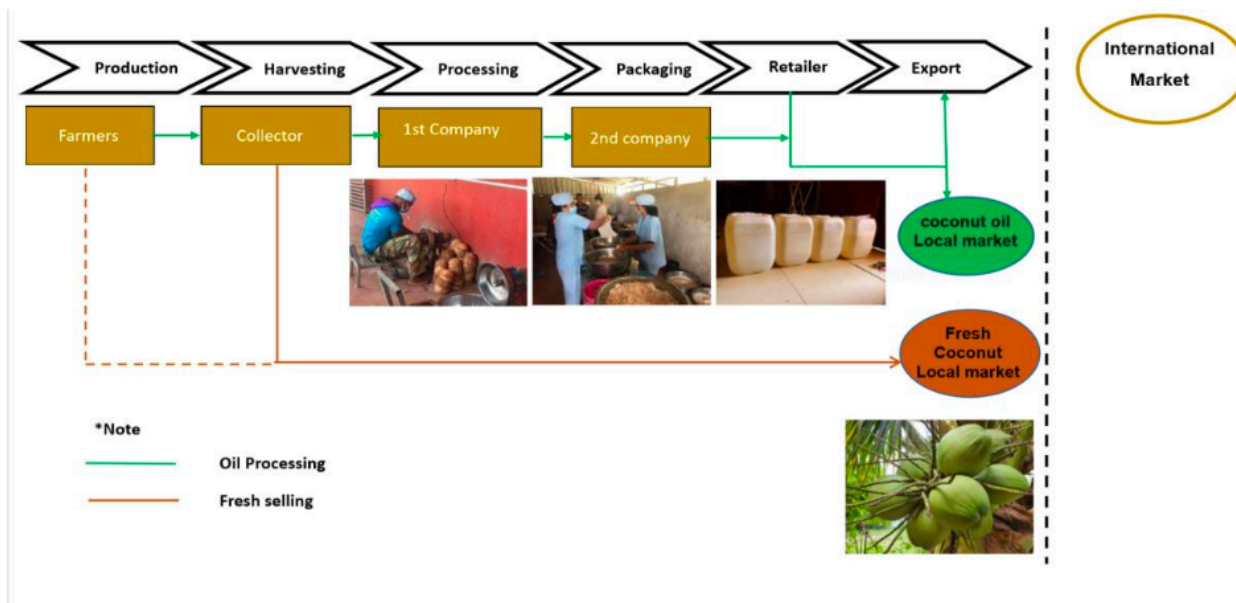 Production
Harvesting
Processing
Packaging
Retailer
Export
International
Market
Farmers
Collector
1st Company
2nd company
coconut oil
Local market
Fresh
Coconut
Local market
*Note
Oil Processing
Fresh selling